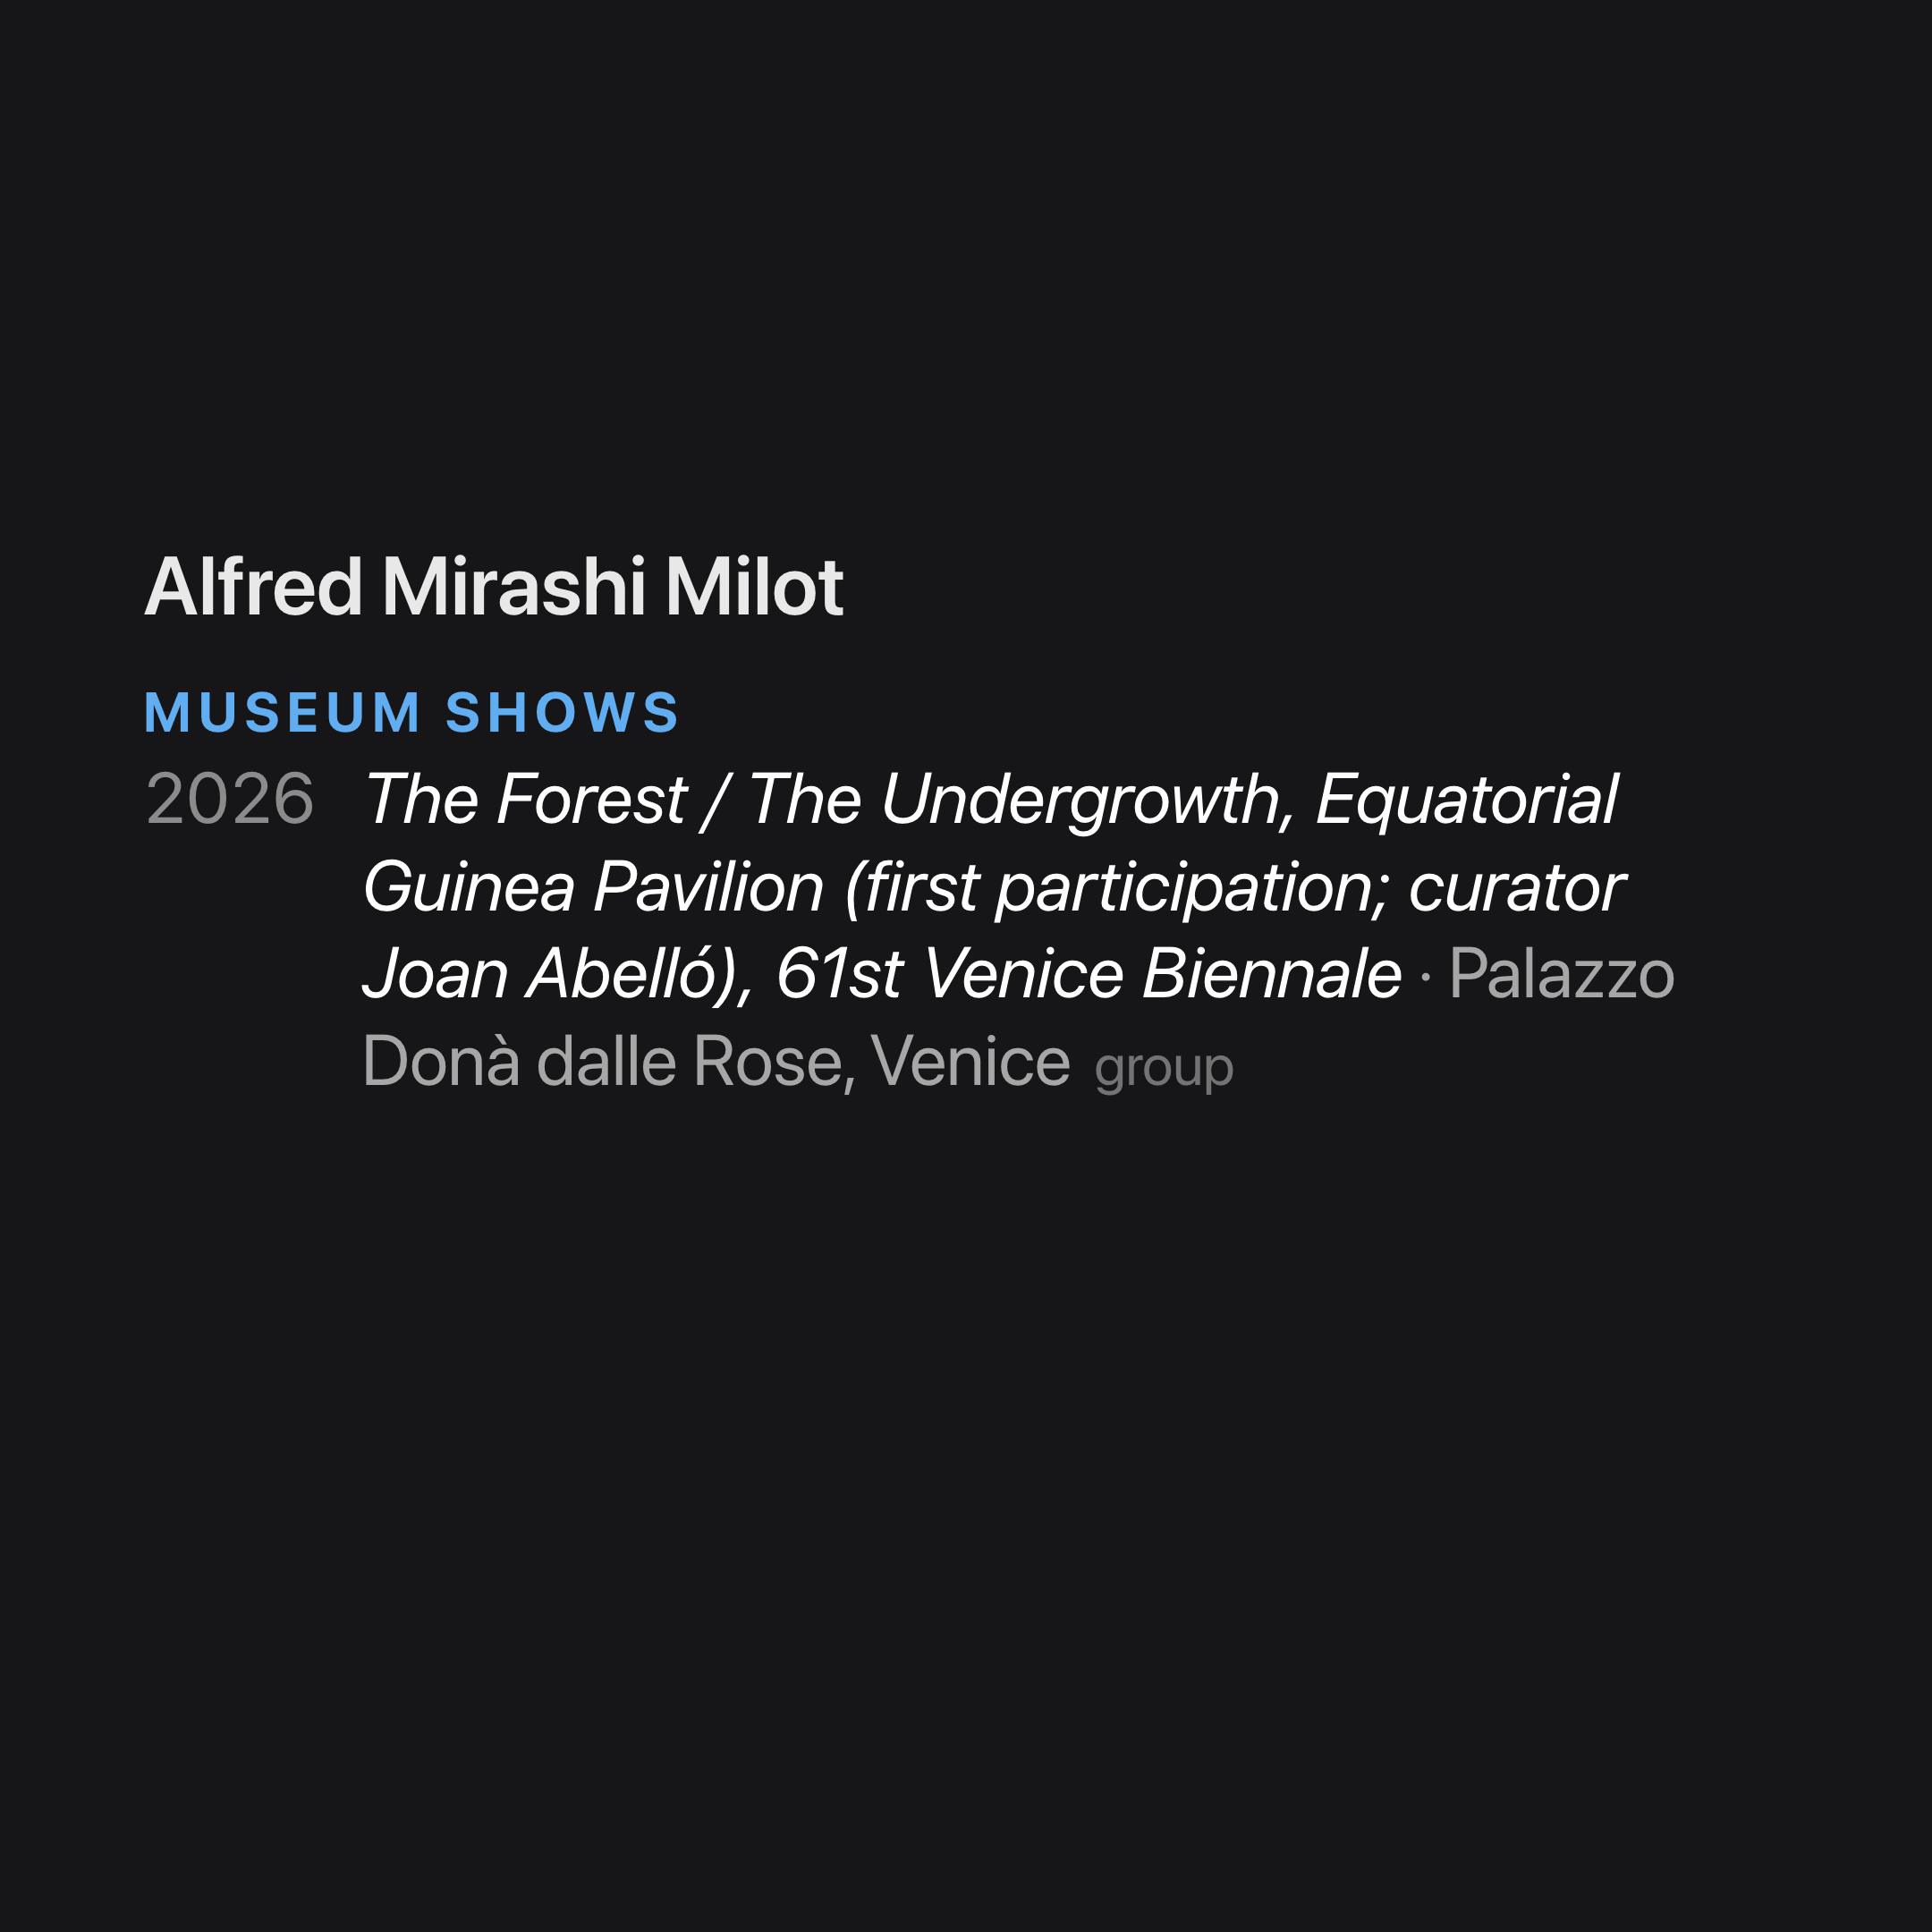 Alfred Mirashi Milot
MUSEUM SHOWS
2026 The Forest / The Undergrowth, Equatorial
Guinea Pavilion (first participation; curator
Joan Abelló), 61st Venice Biennale · Palazzo
Donà dalle Rose, Venice group